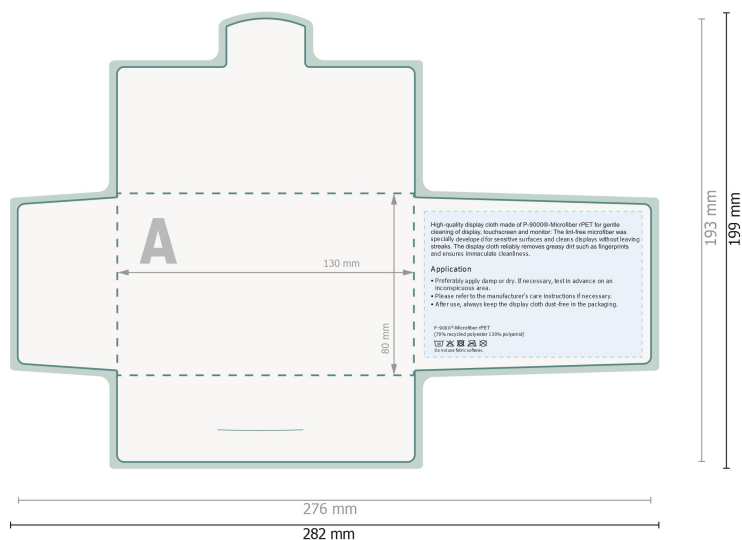 A
130 mm
80 mm
High-quality display cloth made of P-9000®-Microfiber rPET for gentle
cleaning of display, touchscreen and monitor: The lint-free microfiber was
specially developed for sensitive surfaces and cleans displays without leaving
streaks. The display cloth reliably removes greasy dirt such as fingerprints
and ensures immaculate cleanliness.
Application
• Preferably apply damp or dry. If necessary, test in advance on an
inconspicuous area.
• Please refer to the manufacturer's care instructions if necessary.
• After use, always keep the display cloth dust-free in the packaging.
P-9000®-Microfiber rPET
(70% recycled polyester I 30% polyamid)
Do not use fabric softener.
193 mm
199 mm
276 mm
282 mm